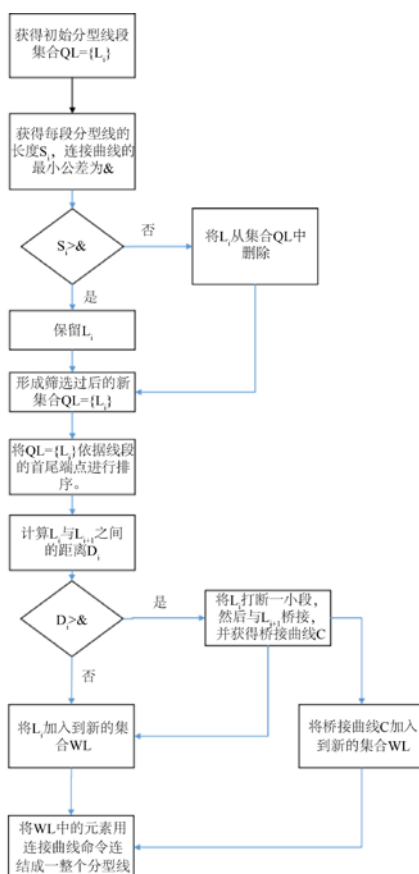 获得初始分型线段
集合QL={Li}
获得每段分型线的
长度Si，连接曲线的
最小公差为&
Si>&
否
将Li从集合QL中
删除
是
保留Li
形成筛选过后的新
集合QL={Li}
将QL={Li}依据线段
的首尾端点进行排
序。
计算Li与Li+1之间
的距离Di
Di>&
是
将Li打断一小段，
然后与Li+1桥接，
并获得桥接曲线C
否
将Li加入到新的集
合WL
将桥接曲线C加入
到新的集合WL
将WL中的元素用
连接曲线命令连
结成一整个分型线